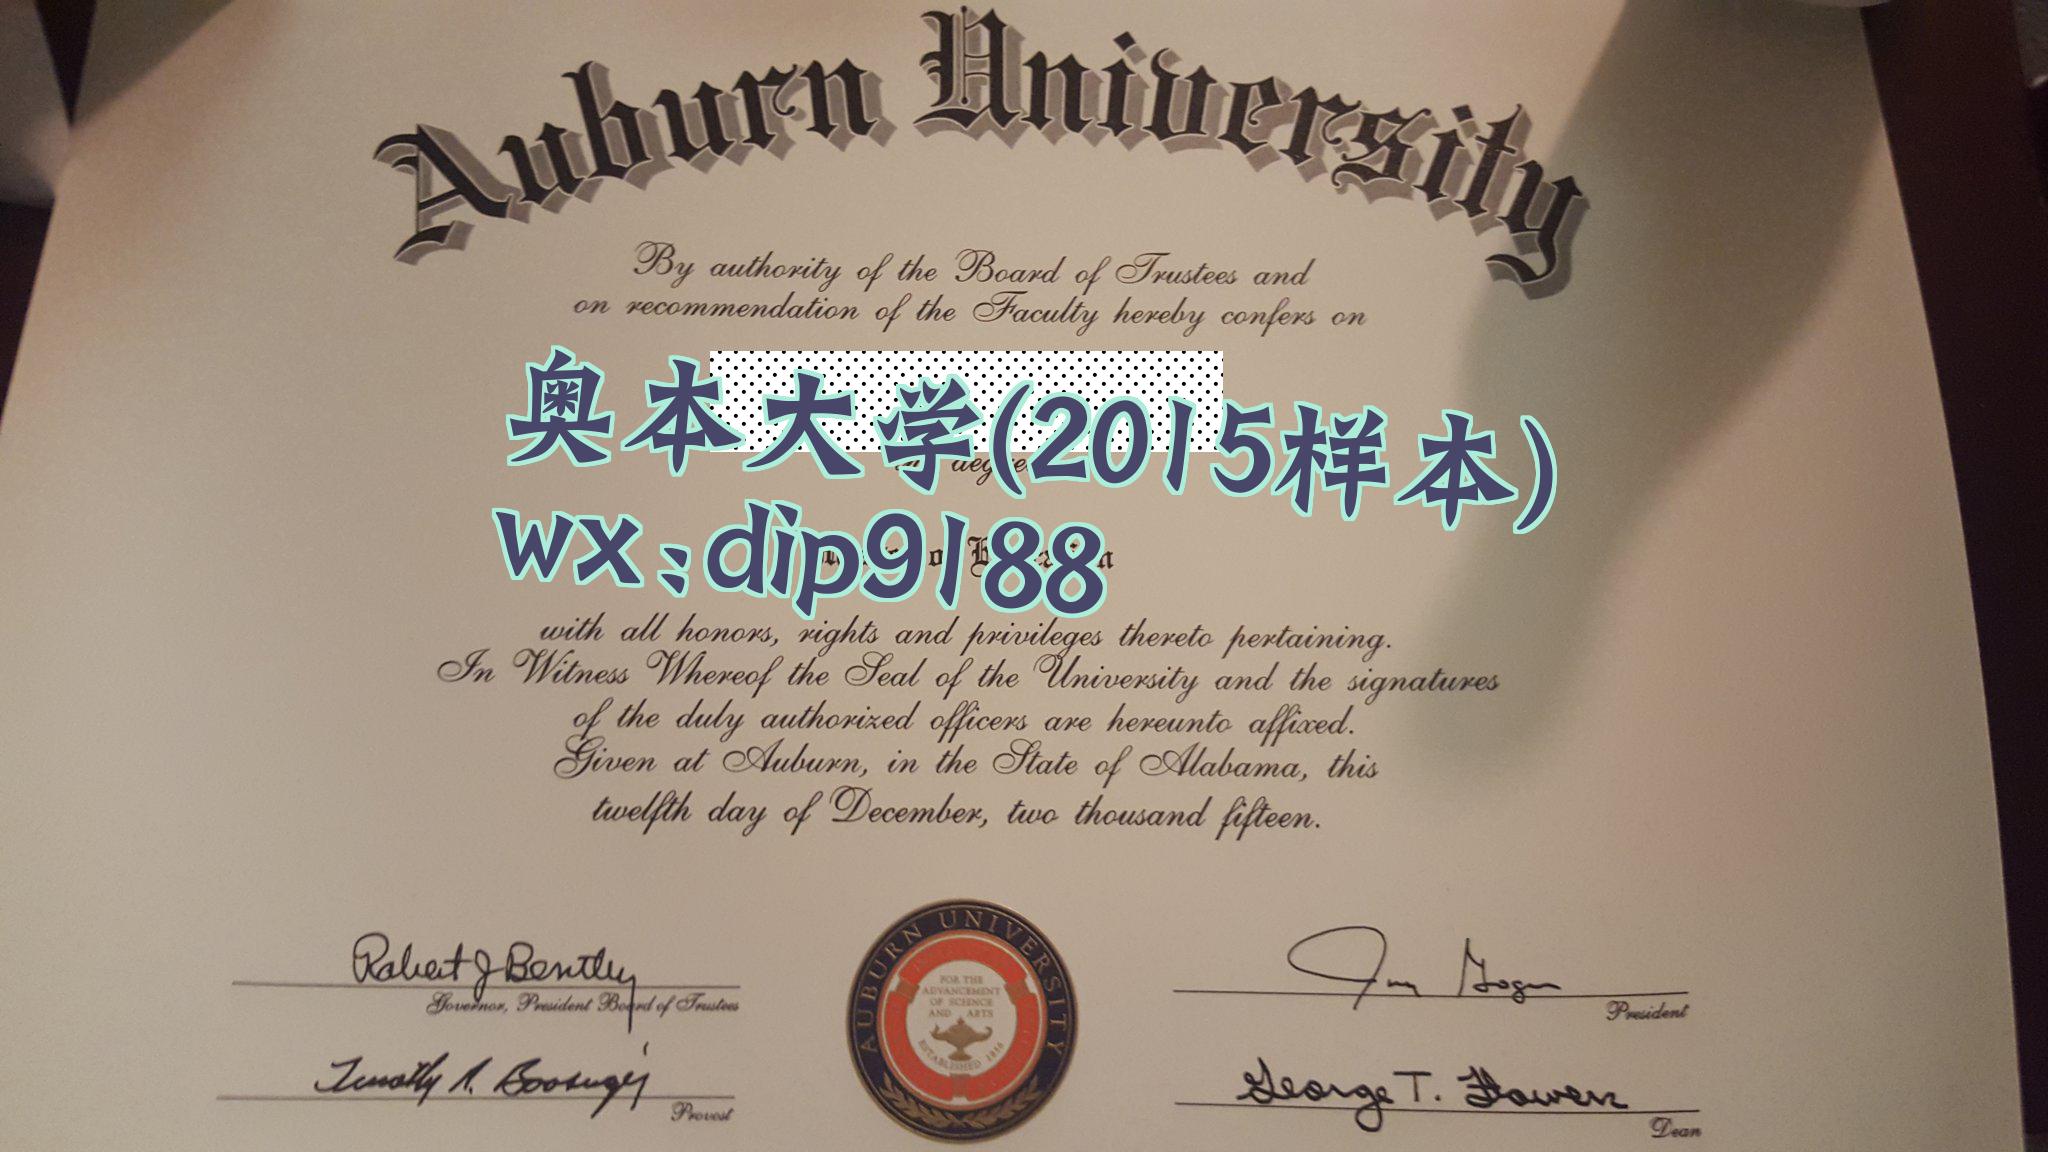 Auburn University
By authority of the Board of Trustees and
on recommendation of the Faculty hereby confers on
奥本大学(2015样本)
wx:dip9188
with all honors, rights and privileges thereto pertaining.
In Witness Whereof the Seal of the University and the signatures
of the duly authorized officers are hereunto affixed.
Given at Auburn, in the State of Alabama, this
twelfth day of December, two thousand fifteen.
Robert J Bentley
Governor, President Board of Trustees
President
Provost
George T.
Dean
AUBURN UNIVERSITY
FOR THE
ADVANCEMENT
OF SCIENCE
AND ARTS
ESTABLISHED 1856